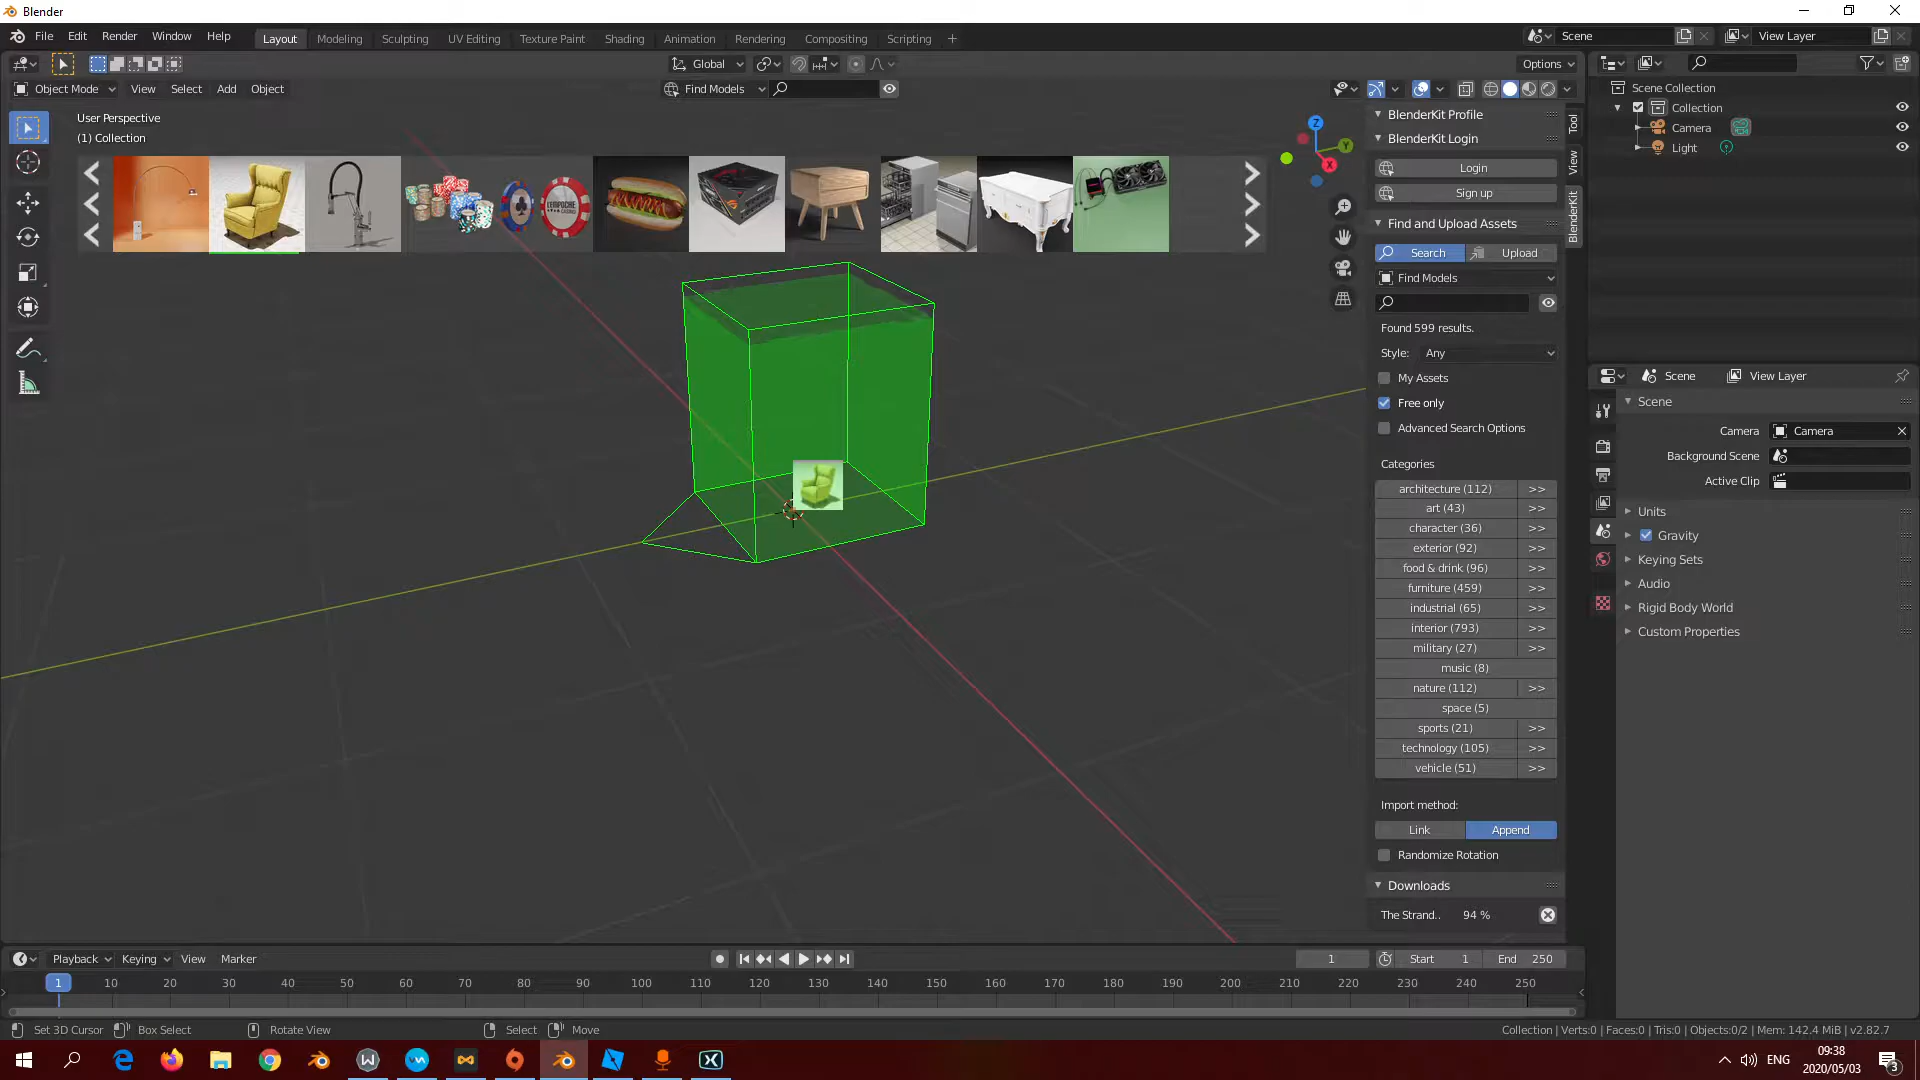 Blender
File Edit Render Window Help Layout Modeling Sculpting UV Editing Texture Paint Shading Animation Rendering Compositing Scripting + Scene View Layer
Global Options
Object Mode View Select Add Object Find Models
User Perspective
(1) Collection
Z
Y
X
BlenderKit Profile
BlenderKit Login
Login
Sign up
Find and Upload Assets
Search Upload
Find Models
Found 599 results.
Style: Any
My Assets
Free only
Advanced Search Options
Categories
architecture (112) >>
art (43) >>
character (36) >>
exterior (92) >>
food & drink (96) >>
furniture (459) >>
industrial (65) >>
interior (793) >>
military (27) >>
music (8)
nature (112) >>
space (5)
sports (21) >>
technology (105) >>
vehicle (51) >>
Import method:
Link Append
Randomize Rotation
Downloads
The Strand.. 94 %
Tool
View
BlenderKit
Scene Collection
Collection
Camera
Light
Scene View Layer
Scene
Camera Camera
Background Scene
Active Clip
Units
Gravity
Keying Sets
Audio
Rigid Body World
Custom Properties
Playback Keying View Marker 1 Start 1 End 250
1 10 20 30 40 50 60 70 80 90 100 110 120 130 140 150 160 170 180 190 200 210 220 230 240 250
Set 3D Cursor Box Select Rotate View Select Move Collection | Verts:0 | Faces:0 | Tris:0 | Objects:0/2 | Mem: 142.4 MiB | v2.82.7
ENG
09:38
2020/05/03
3